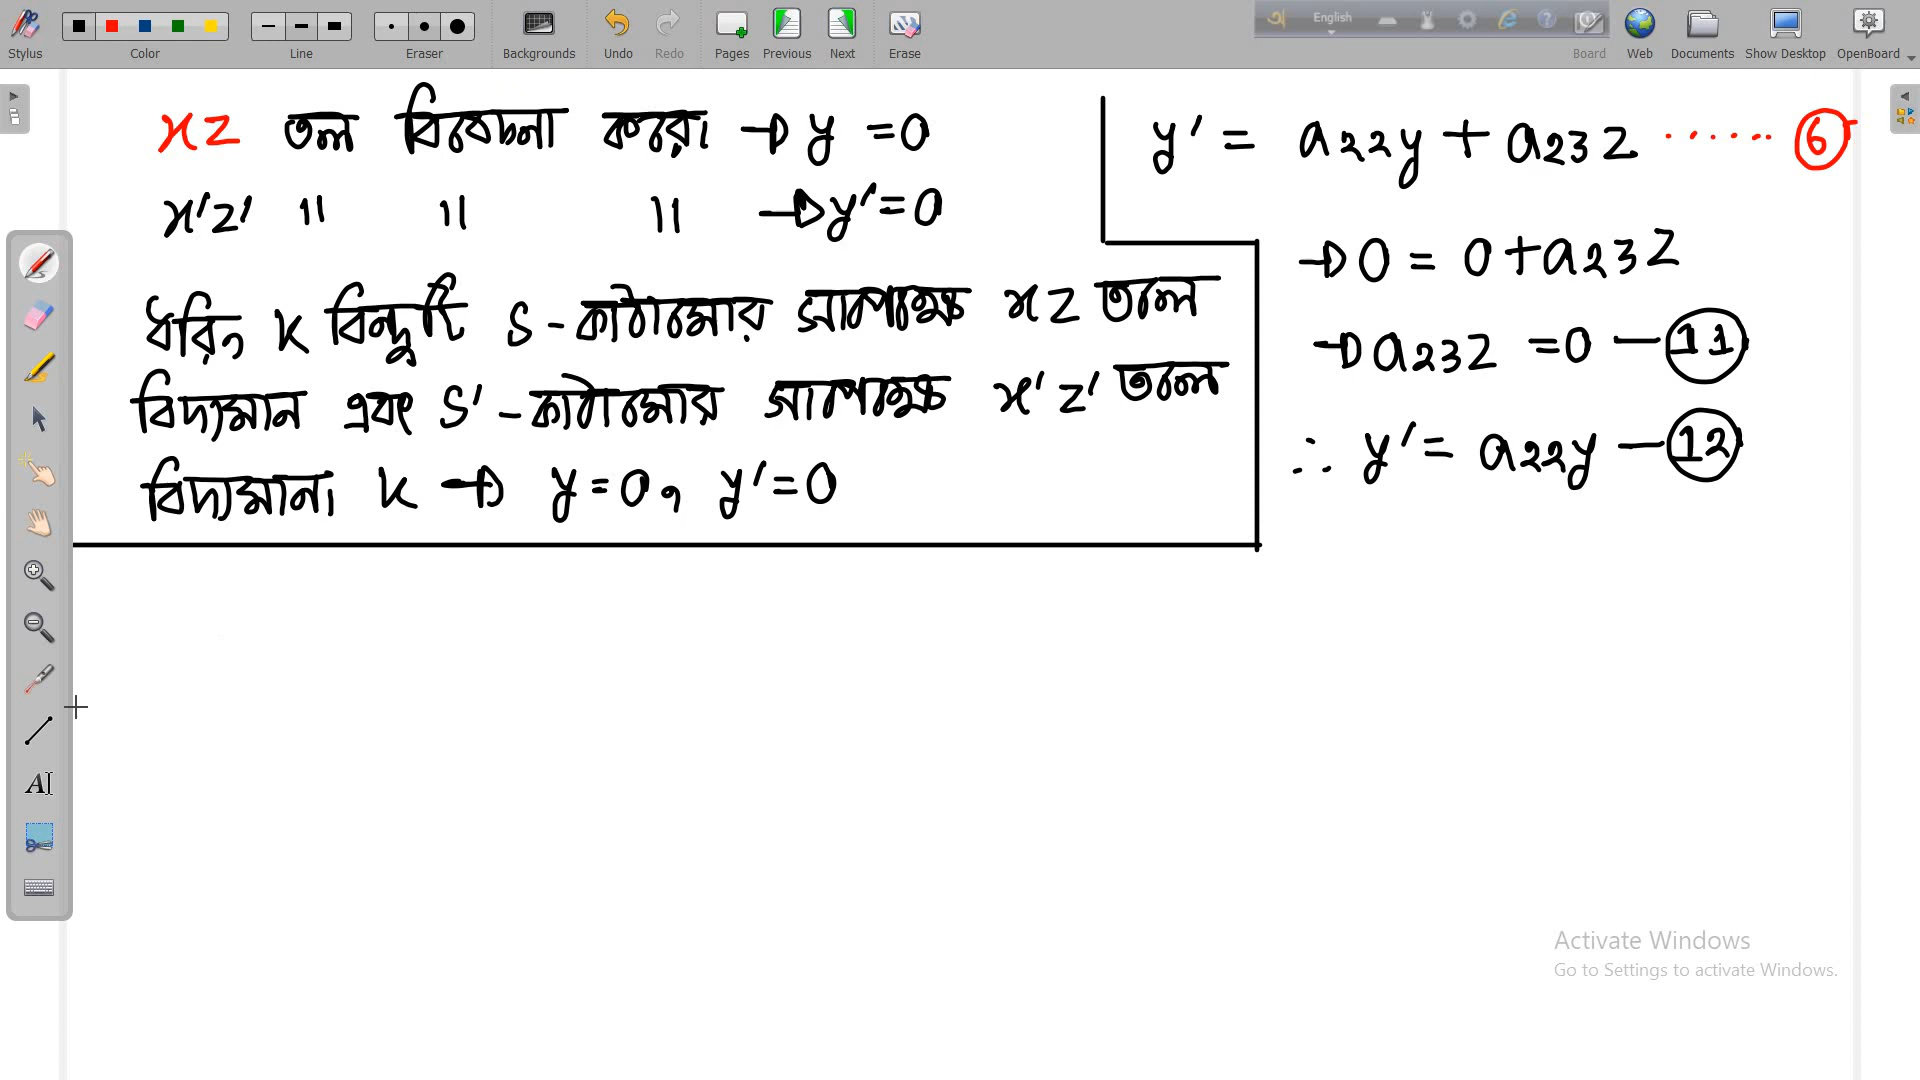 Stylus Color Line Eraser Backgrounds Undo Redo Pages Previous Next Erase English Board Web Documents Show Desktop OpenBoard
xz তল বিবেচনা করে। → y = 0
x'z' " " " → y' = 0
ধরি, K বিন্দুটি S-কাঠামোর সাপেক্ষে xz তলে
বিদ্যমান এবং S'-কাঠামোর সাপেক্ষে x'z' তলে
বিদ্যমান। K → y = 0, y' = 0
y' = a₂₂y + a₂₃z ...... ⑥
→ 0 = 0 + a₂₃z
→ a₂₃z = 0 — ⑪
∴ y' = a₂₂y — ⑫
Activate Windows
Go to Settings to activate Windows.